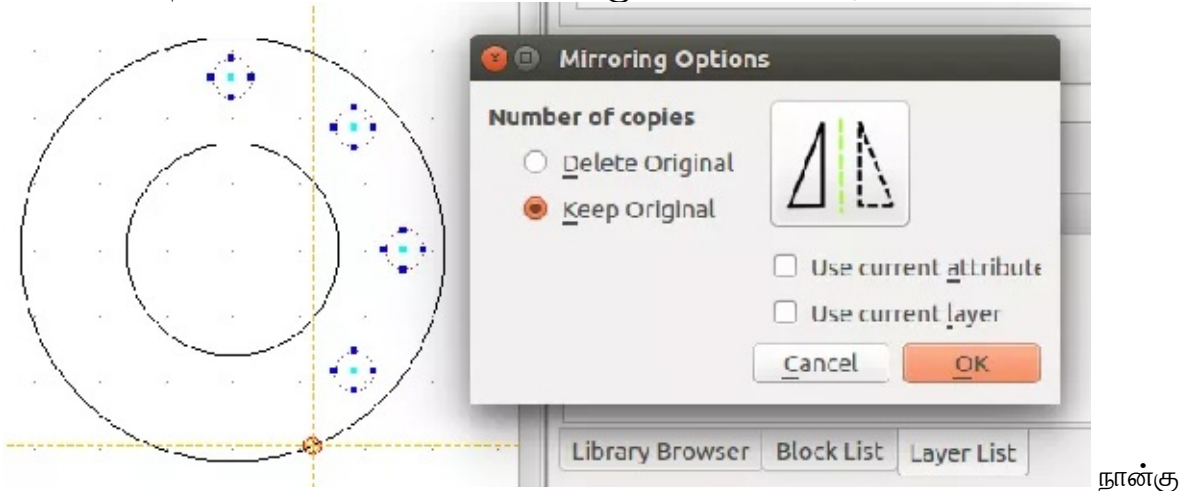 Mirroring Options
Number of copies
Delete Original
Keep Original
Use current attribute
Use current layer
Cancel OK
Library Browser Block List Layer List
நான்கு